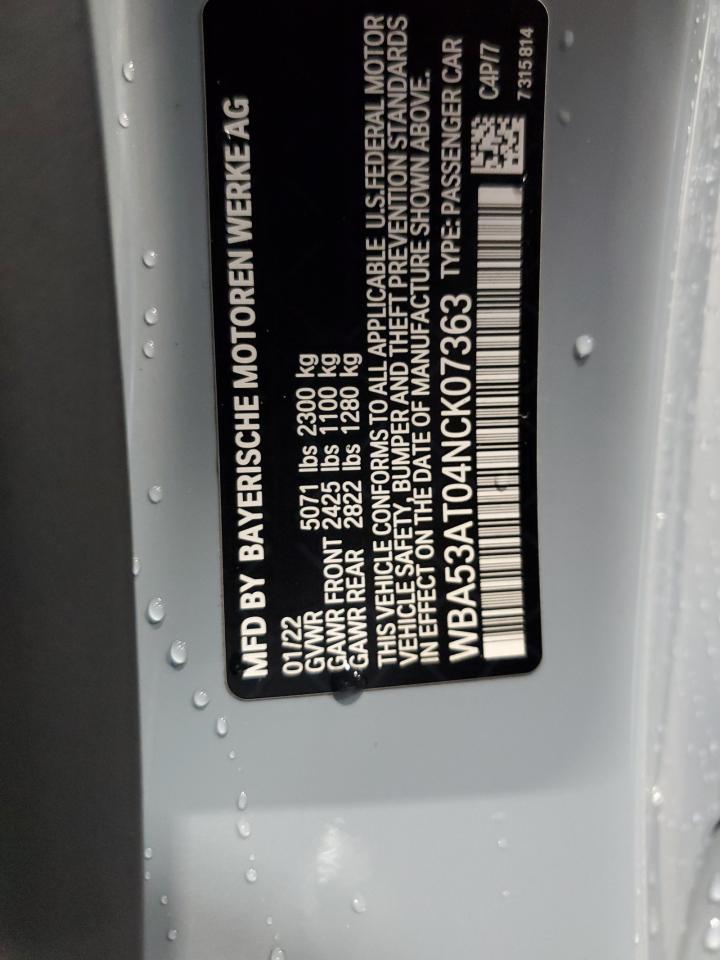 MFD BY BAYERISCHE MOTOREN WERKE AG
01/22
GVWR 5071 lbs 2300 kg
GAWR FRONT 2425 lbs 1100 kg
GAWR REAR 2822 lbs 1280 kg
THIS VEHICLE CONFORMS TO ALL APPLICABLE U.S.FEDERAL MOTOR
VEHICLE SAFETY, BUMPER AND THEFT PREVENTION STANDARDS
IN EFFECT ON THE DATE OF MANUFACTURE SHOWN ABOVE.
WBA53AT04NCK07363 TYPE: PASSENGER CAR
C4P/7
7 315 814